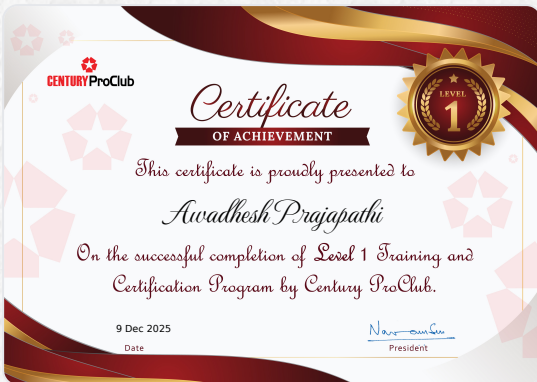 CENTURY ProClub
Certificate
OF ACHIEVEMENT
LEVEL
1
This certificate is proudly presented to
Awadhesh Prajapathi
On the successful completion of Level 1 Training and
Certification Program by Century ProClub.
9 Dec 2025
Date
President